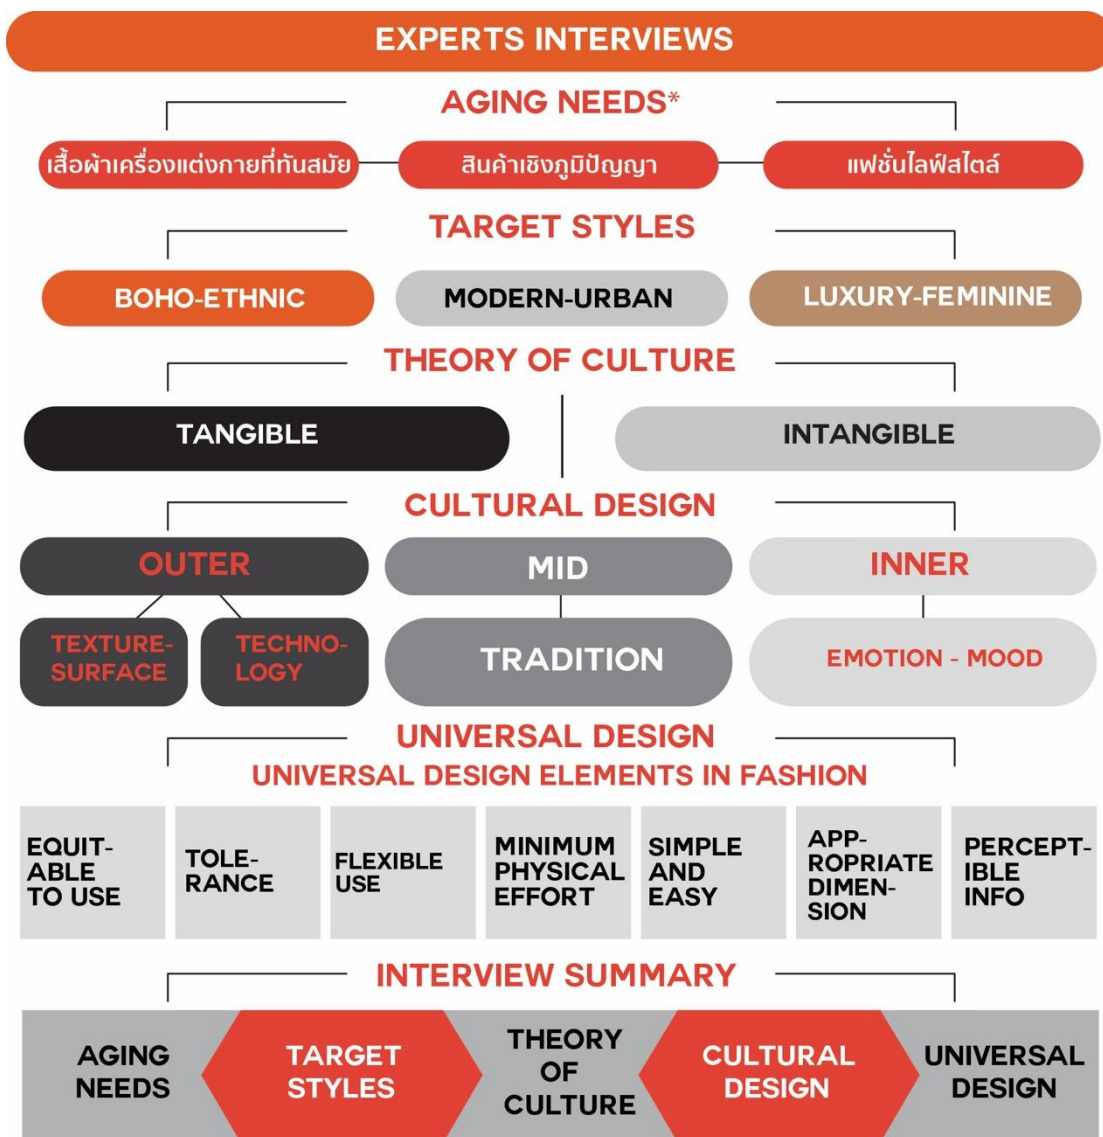 EXPERTS INTERVIEWS
AGING NEEDS*
เสื้อผ้าเครื่องแต่งกายที่ทันสมัย
สินค้าเชิงภูมิปัญญา
แฟชั่นไลฟ์สไตล์
TARGET STYLES
BOHO-ETHNIC
MODERN-URBAN
LUXURY-FEMININE
THEORY OF CULTURE
TANGIBLE
INTANGIBLE
CULTURAL DESIGN
OUTER
MID
INNER
TEXTURE-
SURFACE
TECHNO-
LOGY
TRADITION
EMOTION - MOOD
UNIVERSAL DESIGN
UNIVERSAL DESIGN ELEMENTS IN FASHION
EQUIT-
ABLE
TO USE
TOLE-
RANCE
FLEXIBLE
USE
MINIMUM
PHYSICAL
EFFORT
SIMPLE
AND
EASY
APP-
ROPRIATE
DIMEN-
SION
PERCEPT-
IBLE
INFO
INTERVIEW SUMMARY
AGING
NEEDS
TARGET
STYLES
THEORY
OF
CULTURE
CULTURAL
DESIGN
UNIVERSAL
DESIGN